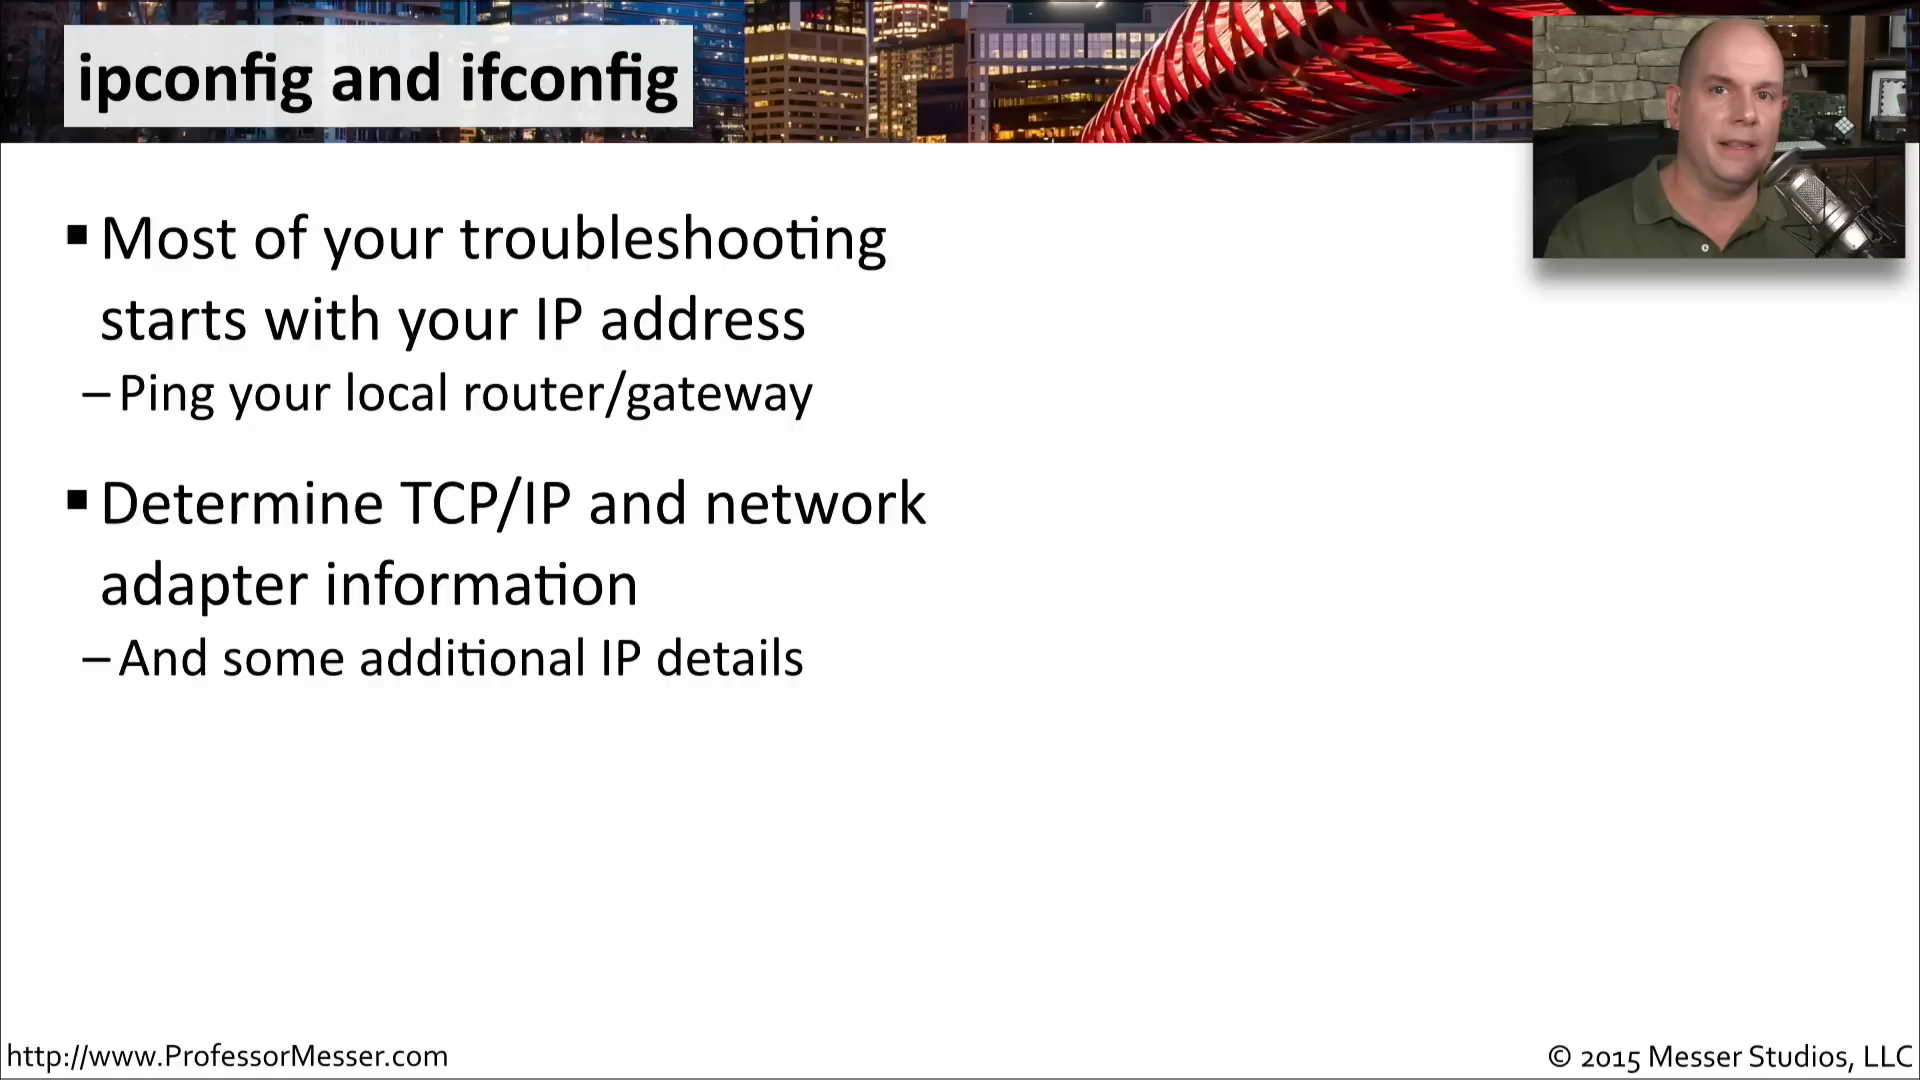 ipconfig and ifconfig
▪ Most of your troubleshooting
starts with your IP address
– Ping your local router/gateway
▪ Determine TCP/IP and network
adapter information
– And some additional IP details
http://www.ProfessorMesser.com
© 2015 Messer Studios, LLC